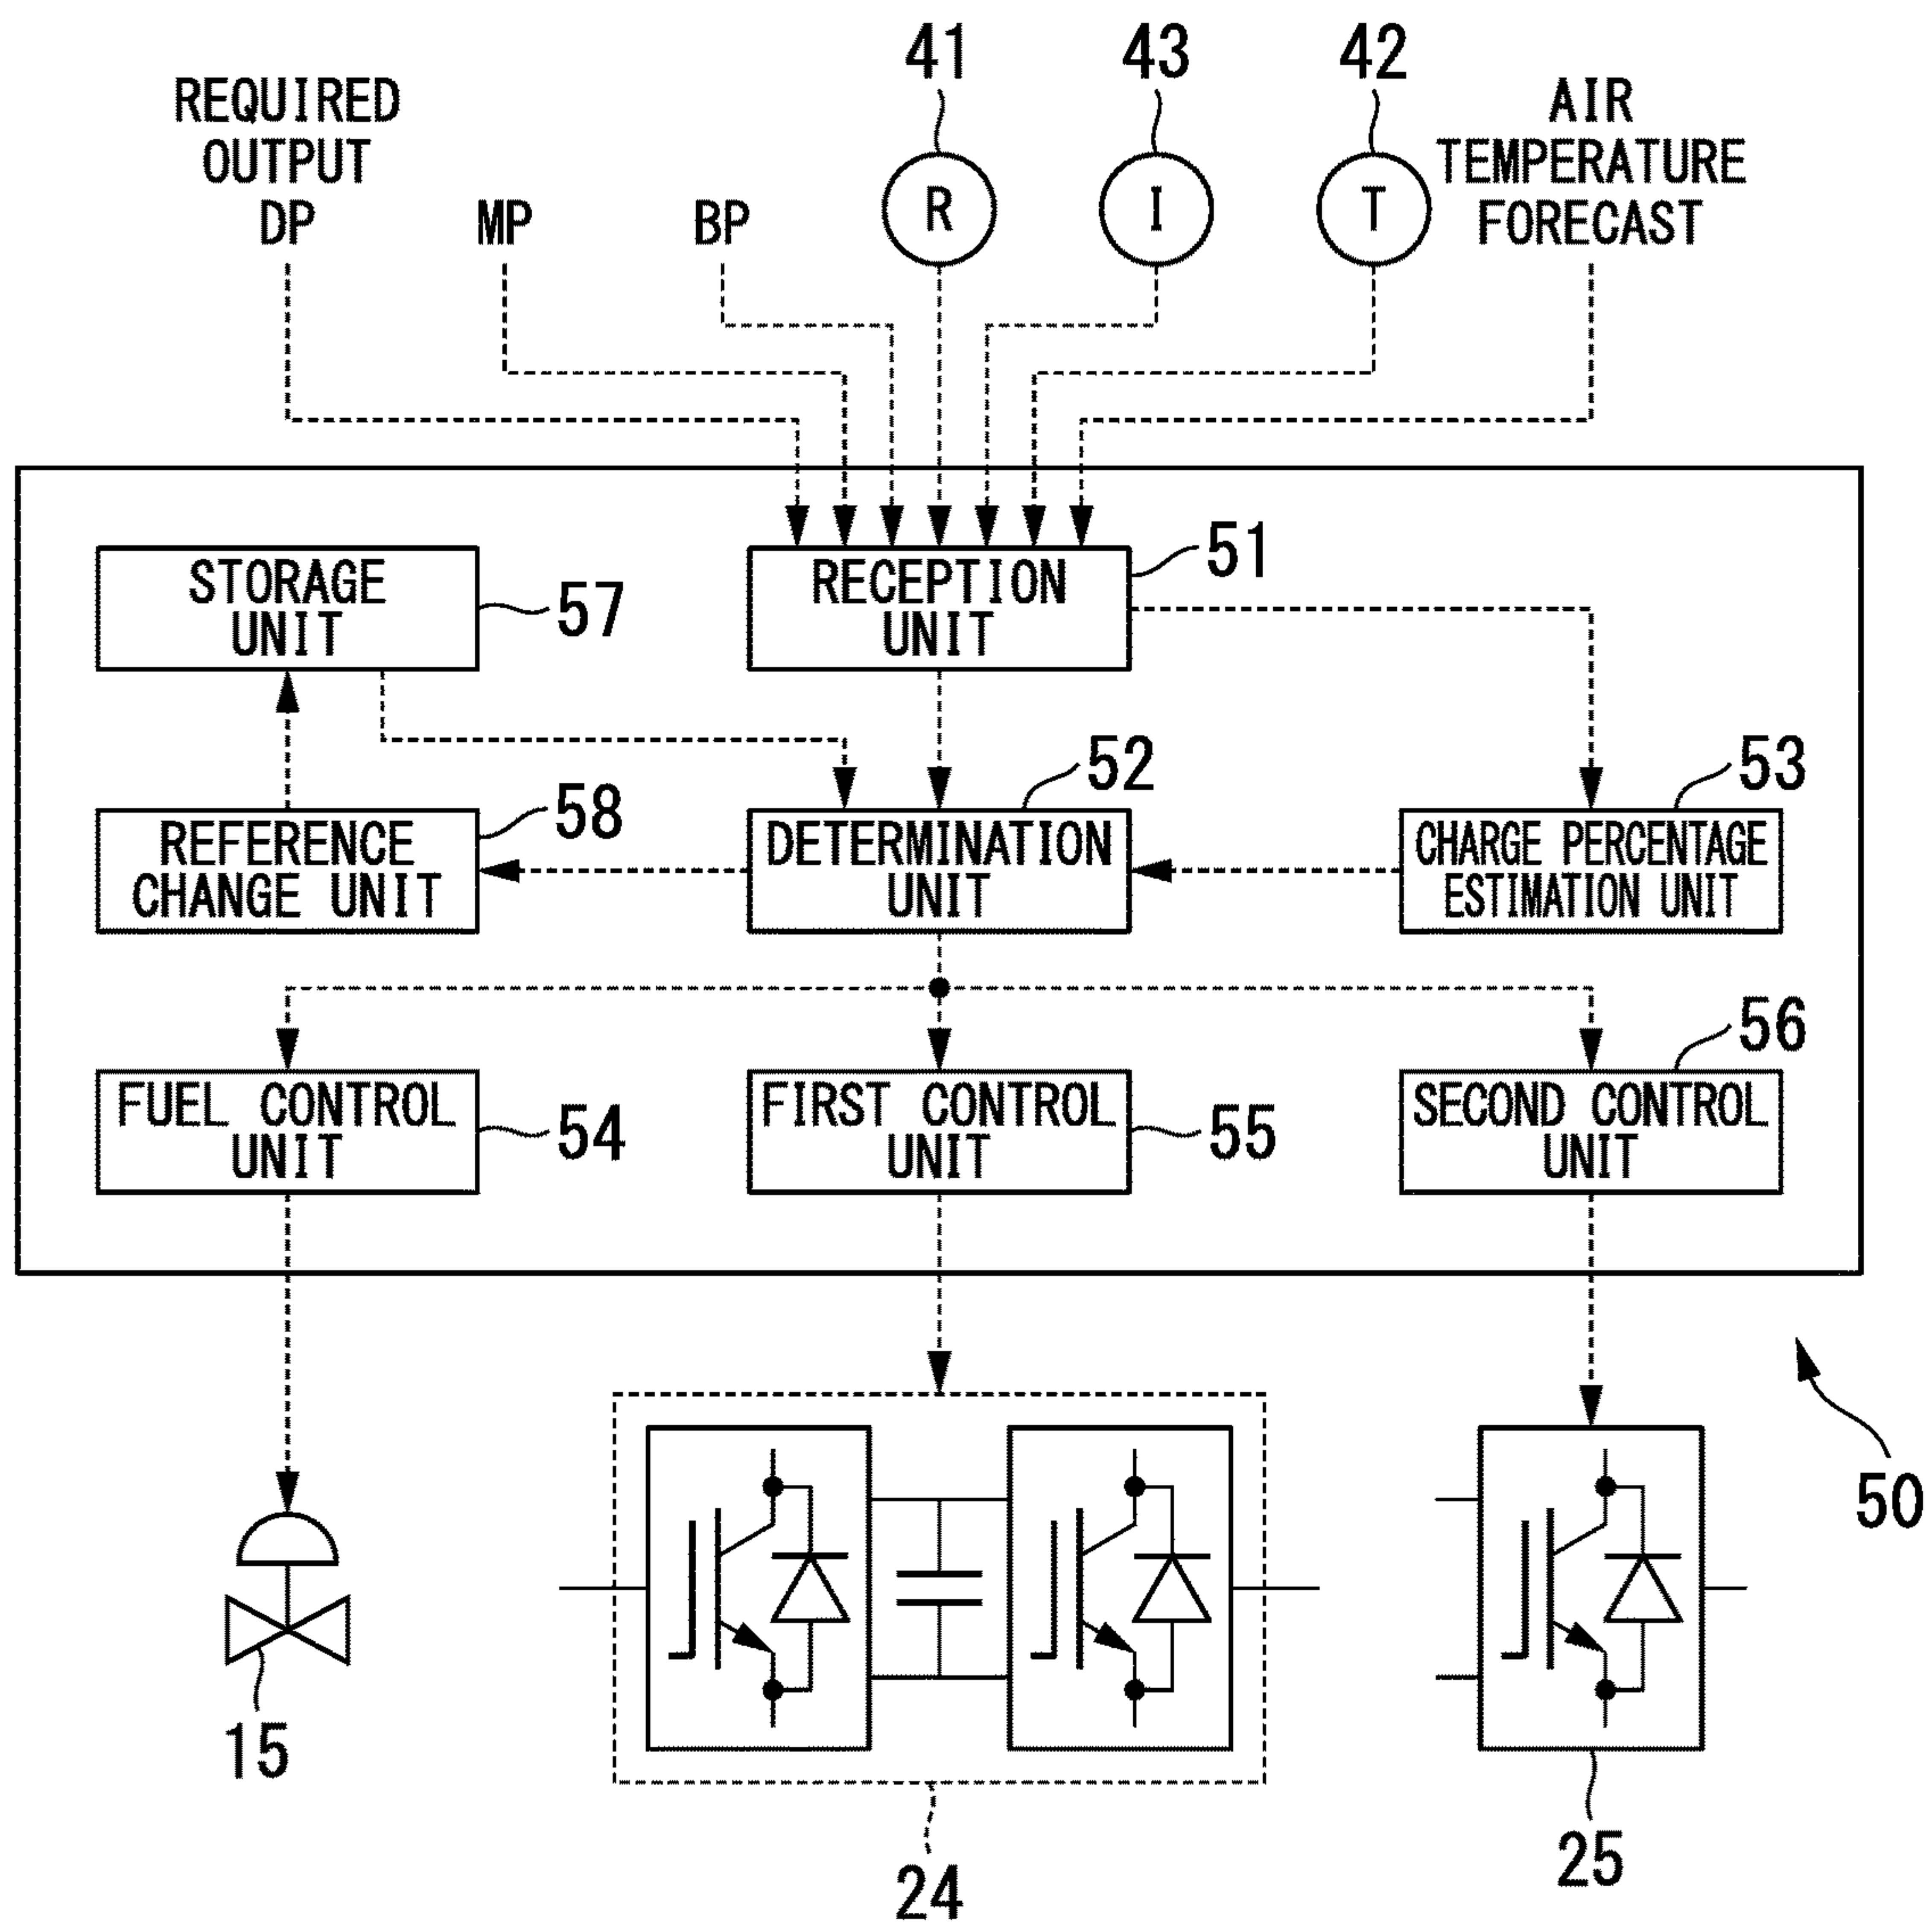 41
43
42
REQUIRED
OUTPUT
DP
MP
BP
R
I
T
AIR
TEMPERATURE
FORECAST
STORAGE
UNIT
57
RECEPTION
UNIT
51
REFERENCE
CHANGE UNIT
58
DETERMINATION
UNIT
52
CHARGE PERCENTAGE
ESTIMATION UNIT
53
FUEL CONTROL
UNIT
54
FIRST CONTROL
UNIT
55
SECOND CONTROL
UNIT
56
50
15
24
25